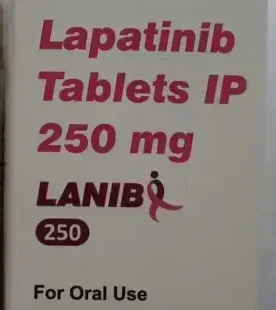 Lapatinib
Tablets IP
250 mg
LANIB
250
For Oral Use